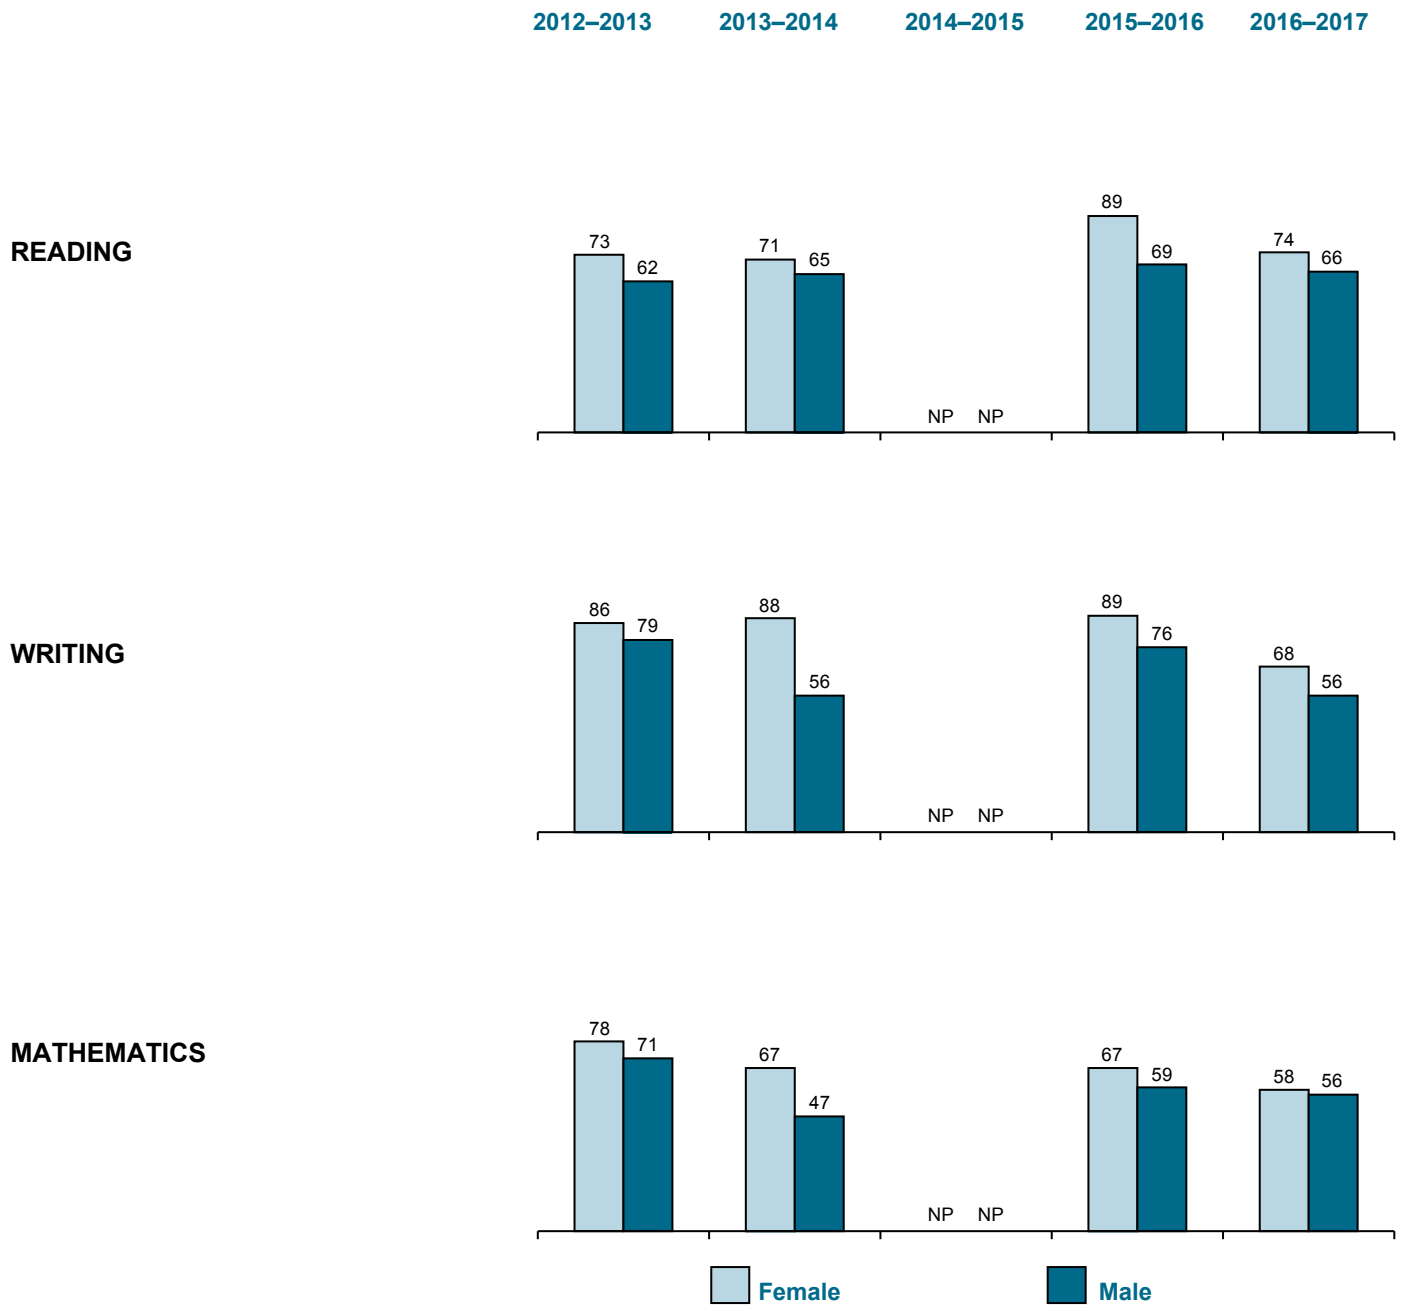 2012–2013 2013–2014 2014–2015 2015–2016 2016–2017
READING
73 62 71 65 NP NP 89 69 74 66
WRITING
86 79 88 56 NP NP 89 76 68 56
MATHEMATICS
78 71 67 47 NP NP 67 59 58 56
Female Male